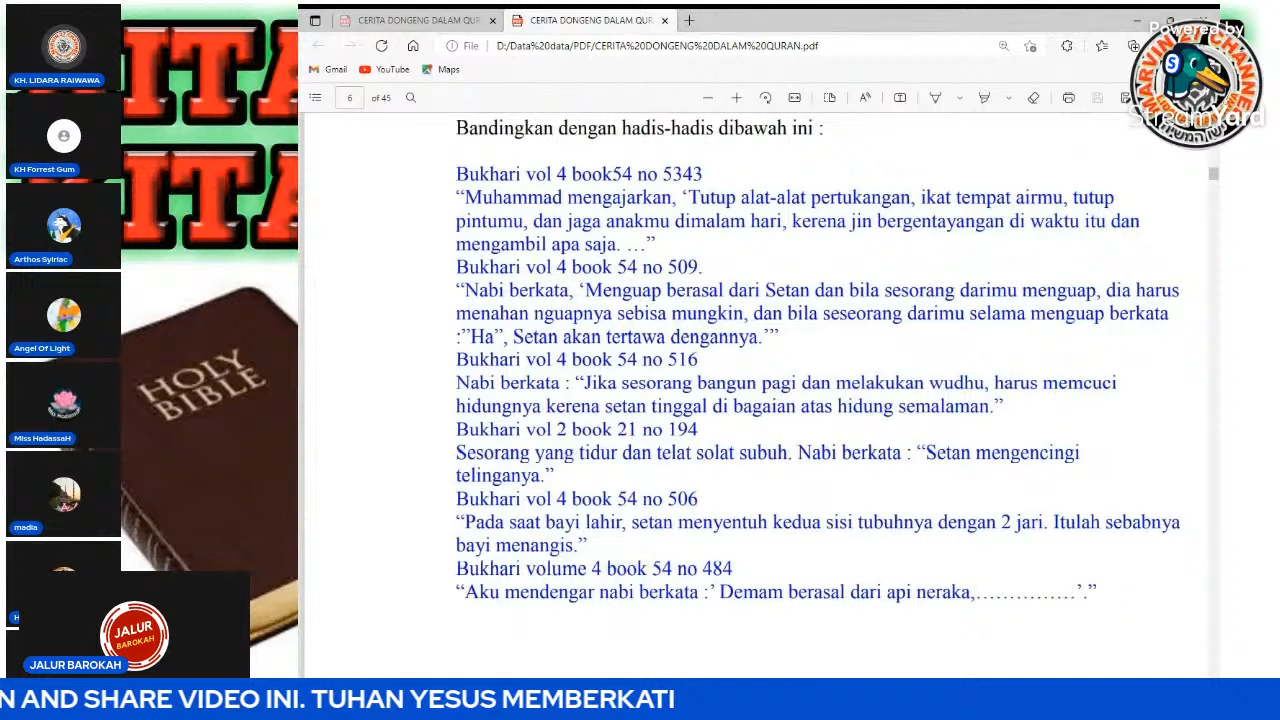 KH. LIDARA RAIWAWA
KH Forrest Gum
Arthos Syiriac
Angel Of Light
Miss HadassaH
madia
JALUR
BAROKAH
JALUR BAROKAH
HOLY
BIBLE
CERITA DONGENG DALAM QUR
CERITA DONGENG DALAM QUR.
File
D:/Data%20data/PDF/CERITA%20DONGENG%20DALAM%20QURAN.pdf
Gmail
YouTube
Maps
6 of 45
Powered by
StreamYard
MARVIN 27 CHANNEL
Bandingkan dengan hadis-hadis dibawah ini :
Bukhari vol 4 book54 no 5343
“Muhammad mengajarkan, ‘Tutup alat-alat pertukangan, ikat tempat airmu, tutup
pintumu, dan jaga anakmu dimalam hari, kerena jin bergentayangan di waktu itu dan
mengambil apa saja. …”
Bukhari vol 4 book 54 no 509.
“Nabi berkata, ‘Menguap berasal dari Setan dan bila sesorang darimu menguap, dia harus
menahan nguapnya sebisa mungkin, dan bila seseorang darimu selama menguap berkata
:”Ha”, Setan akan tertawa dengannya.’”
Bukhari vol 4 book 54 no 516
Nabi berkata : “Jika sesorang bangun pagi dan melakukan wudhu, harus memcuci
hidungnya kerena setan tinggal di bagaian atas hidung semalaman.”
Bukhari vol 2 book 21 no 194
Sesorang yang tidur dan telat solat subuh. Nabi berkata : “Setan mengencingi
telinganya.”
Bukhari vol 4 book 54 no 506
“Pada saat bayi lahir, setan menyentuh kedua sisi tubuhnya dengan 2 jari. Itulah sebabnya
bayi menangis.”
Bukhari volume 4 book 54 no 484
“Aku mendengar nabi berkata :’ Demam berasal dari api neraka,……………’.”
N AND SHARE VIDEO INI. TUHAN YESUS MEMBERKATI